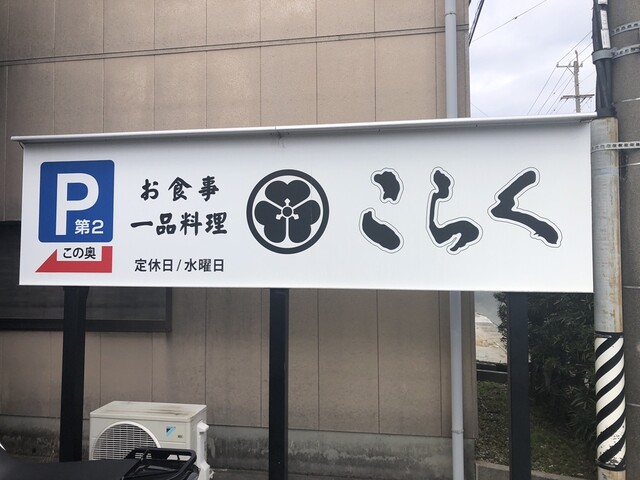 P
第2
この奥
お食事
一品料理
定休日/水曜日
こらく